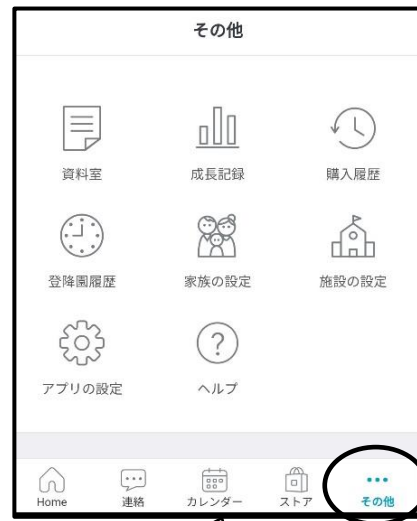 その他
資料室 成長記録 購入履歴
登降園履歴 家族の設定 施設の設定
アプリの設定 ヘルプ
Home 連絡 カレンダー ストア その他